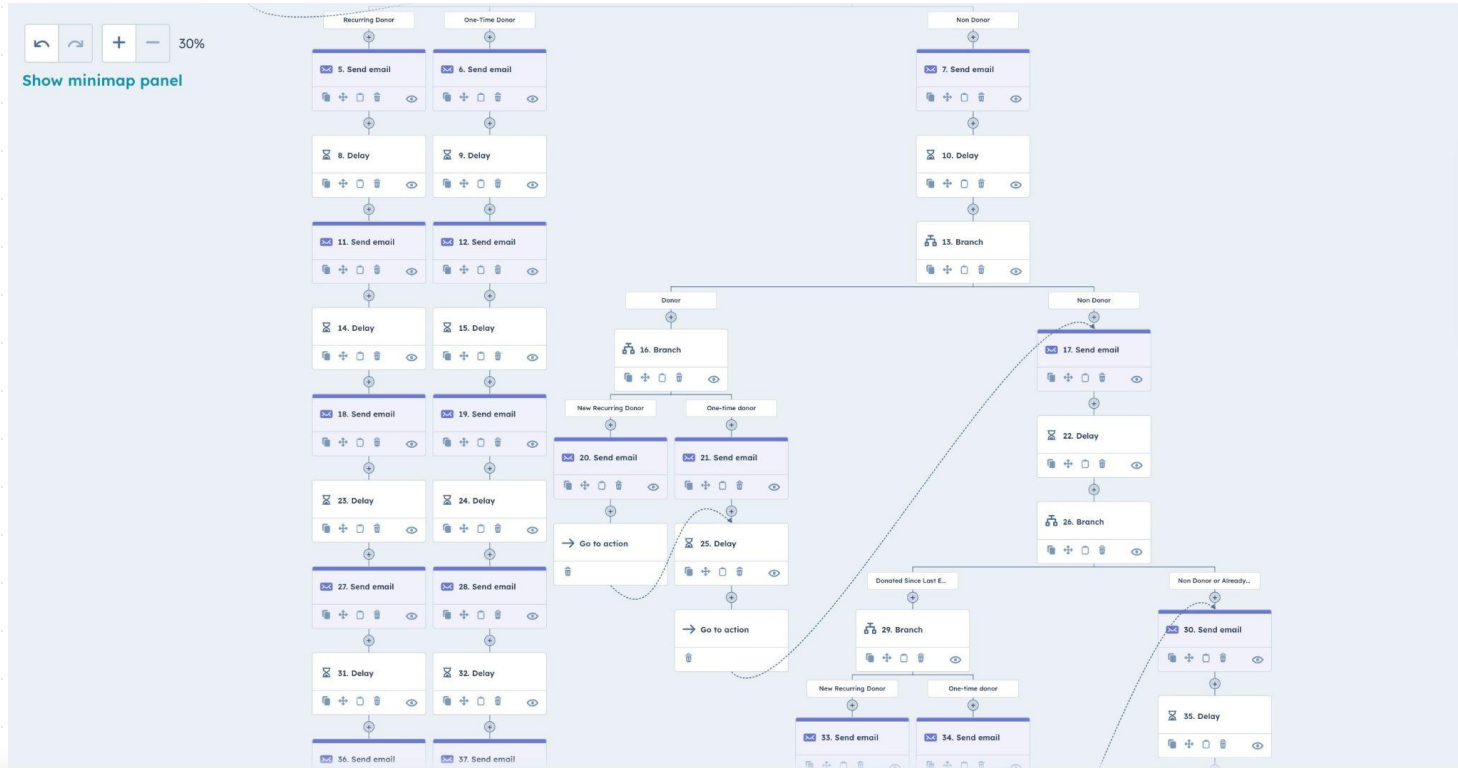 Recurring Donor
One-Time Donor
Non Donor
30%
Show minimap panel
5. Send email
6. Send email
7. Send email
8. Delay
9. Delay
10. Delay
11. Send email
12. Send email
13. Branch
Donor
Non Donor
14. Delay
15. Delay
16. Branch
17. Send email
New Recurring Donor
One-time donor
18. Send email
19. Send email
20. Send email
21. Send email
22. Delay
23. Delay
24. Delay
Go to action
25. Delay
26. Branch
Donated Since Last E...
Non Donor or Already...
27. Send email
28. Send email
Go to action
29. Branch
30. Send email
31. Delay
32. Delay
New Recurring Donor
One-time donor
33. Send email
34. Send email
35. Delay
36. Send email
37. Send email